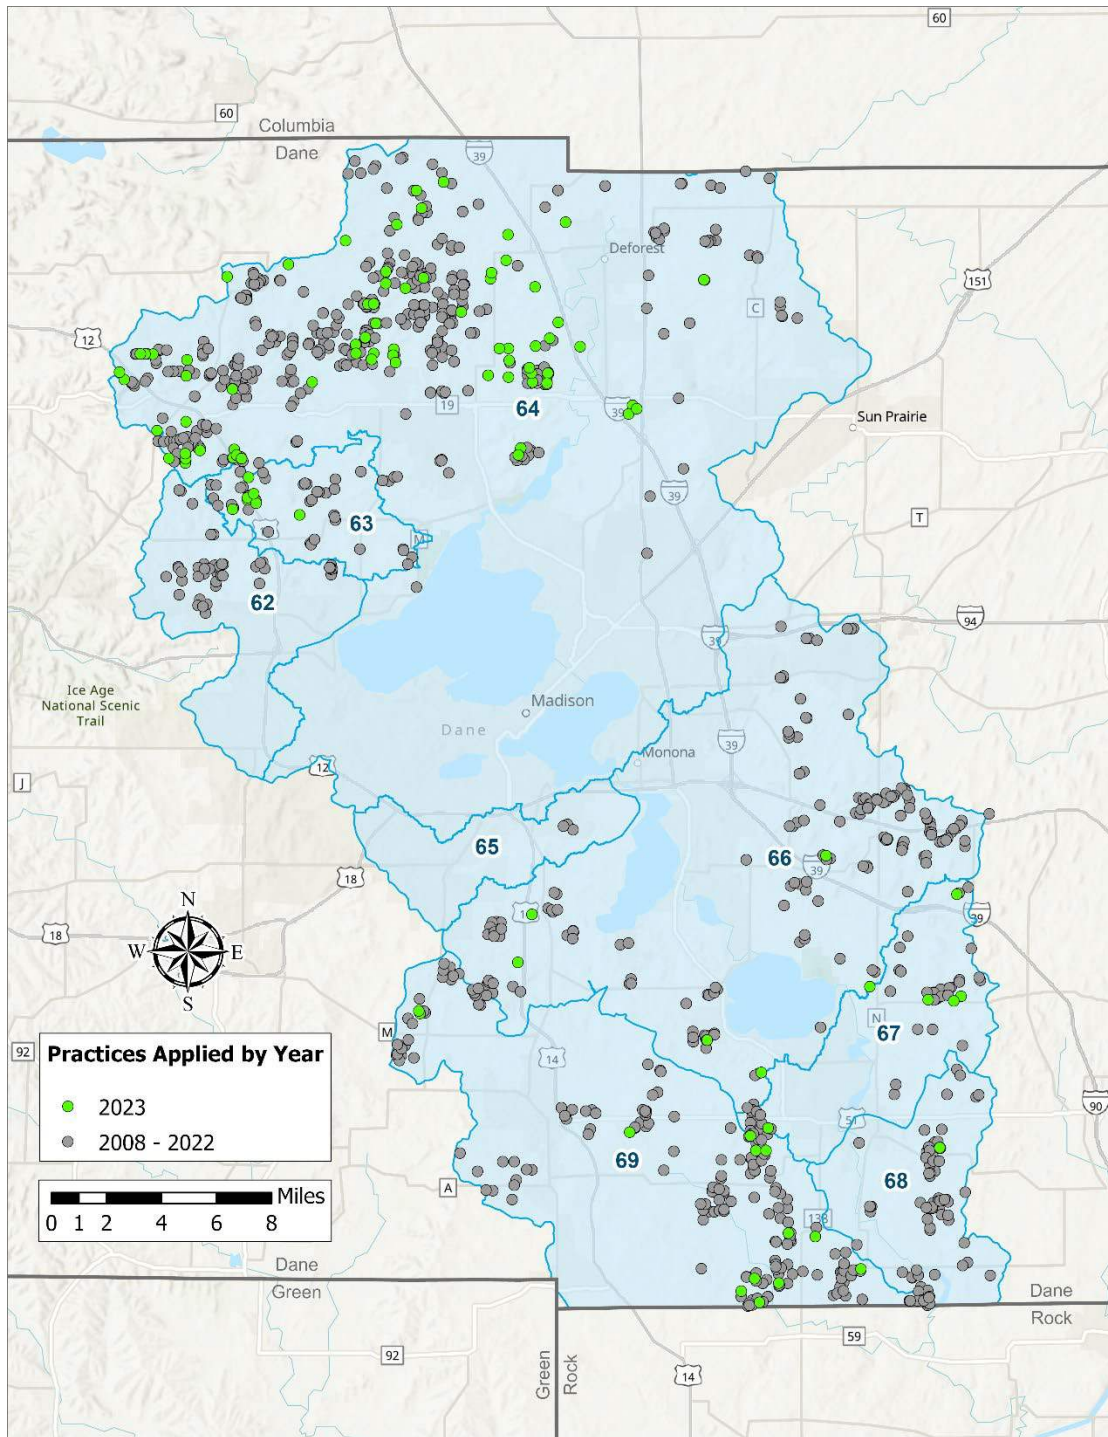 60
60
Columbia
Dane
39
Deforest
151
C
12
19
39
64
Sun Prairie
39
T
63
M
62
94
39
Ice Age
National Scenic
Trail
Madison
Dane
39
Monona
J
12
65
66
39
18
N
18
W
E
39
S
M
N
67
92
14
Practices Applied by Year
2023
2008 - 2022
90
51
69
68
A
138
Miles
0 1 2 4 6 8
Dane
Green
Dane
Rock
59
92
Green
Rock
14